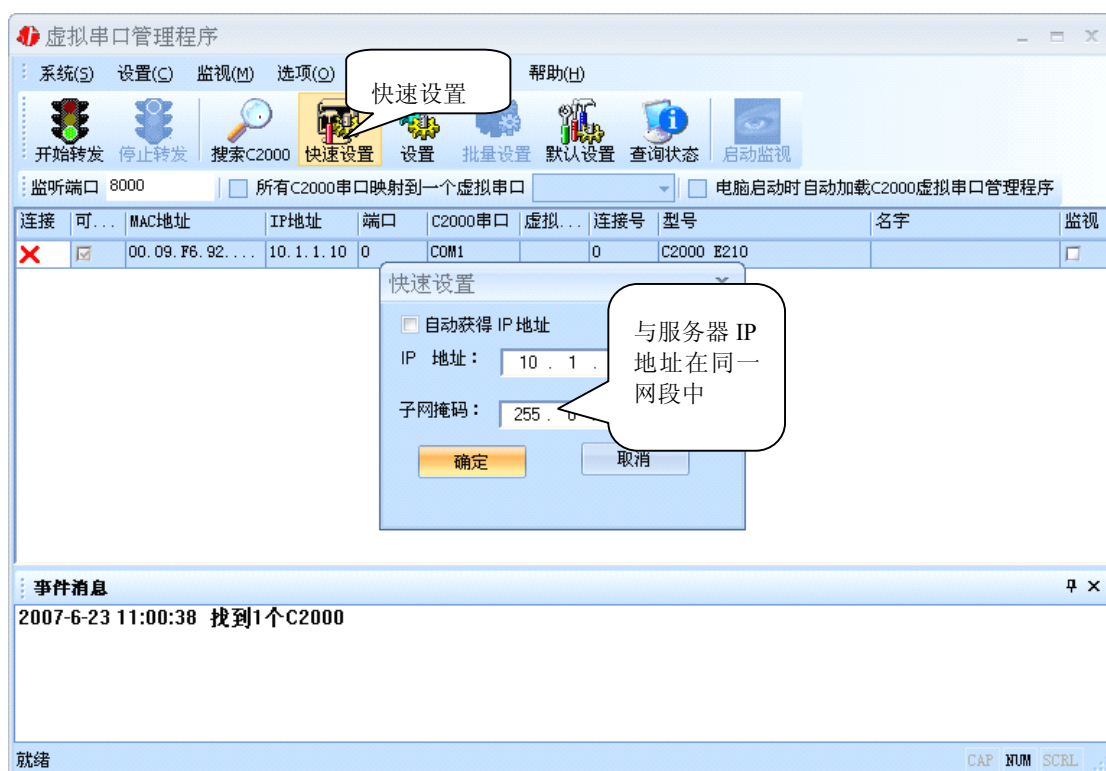 虚拟串口管理程序
系统(S) 设置(C) 监视(M) 选项(O) 帮助(H)
快速设置
开始转发 停止转发 搜索C2000 快速设置 设置 批量设置 默认设置 查询状态 启动监视
监听端口 8000 所有C2000串口映射到一个虚拟串口 电脑启动时自动加载C2000虚拟串口管理程序
连接 可... MAC地址 IP地址 端口 C2000串口 虚拟... 连接号 型号 名字 监视
00.09.F6.92.... 10.1.1.10 0 COM1 0 C2000 E210
快速设置
自动获得 IP 地址
IP 地址： 10 . 1 .
子网掩码： 255 .
与服务器 IP
地址在同一
网段中
确定 取消
事件消息
2007-6-23 11:00:38 找到1个C2000
就绪 CAP NUM SCRL